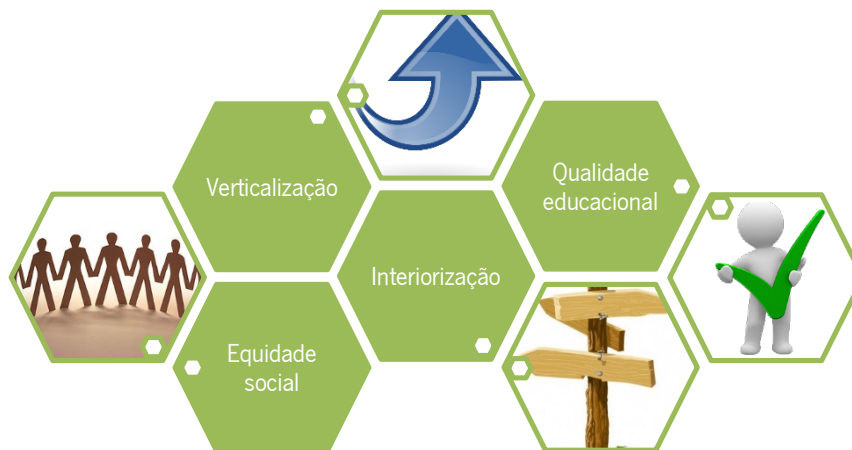 Verticalização
Qualidade
educacional
Interiorização
Equidade
social